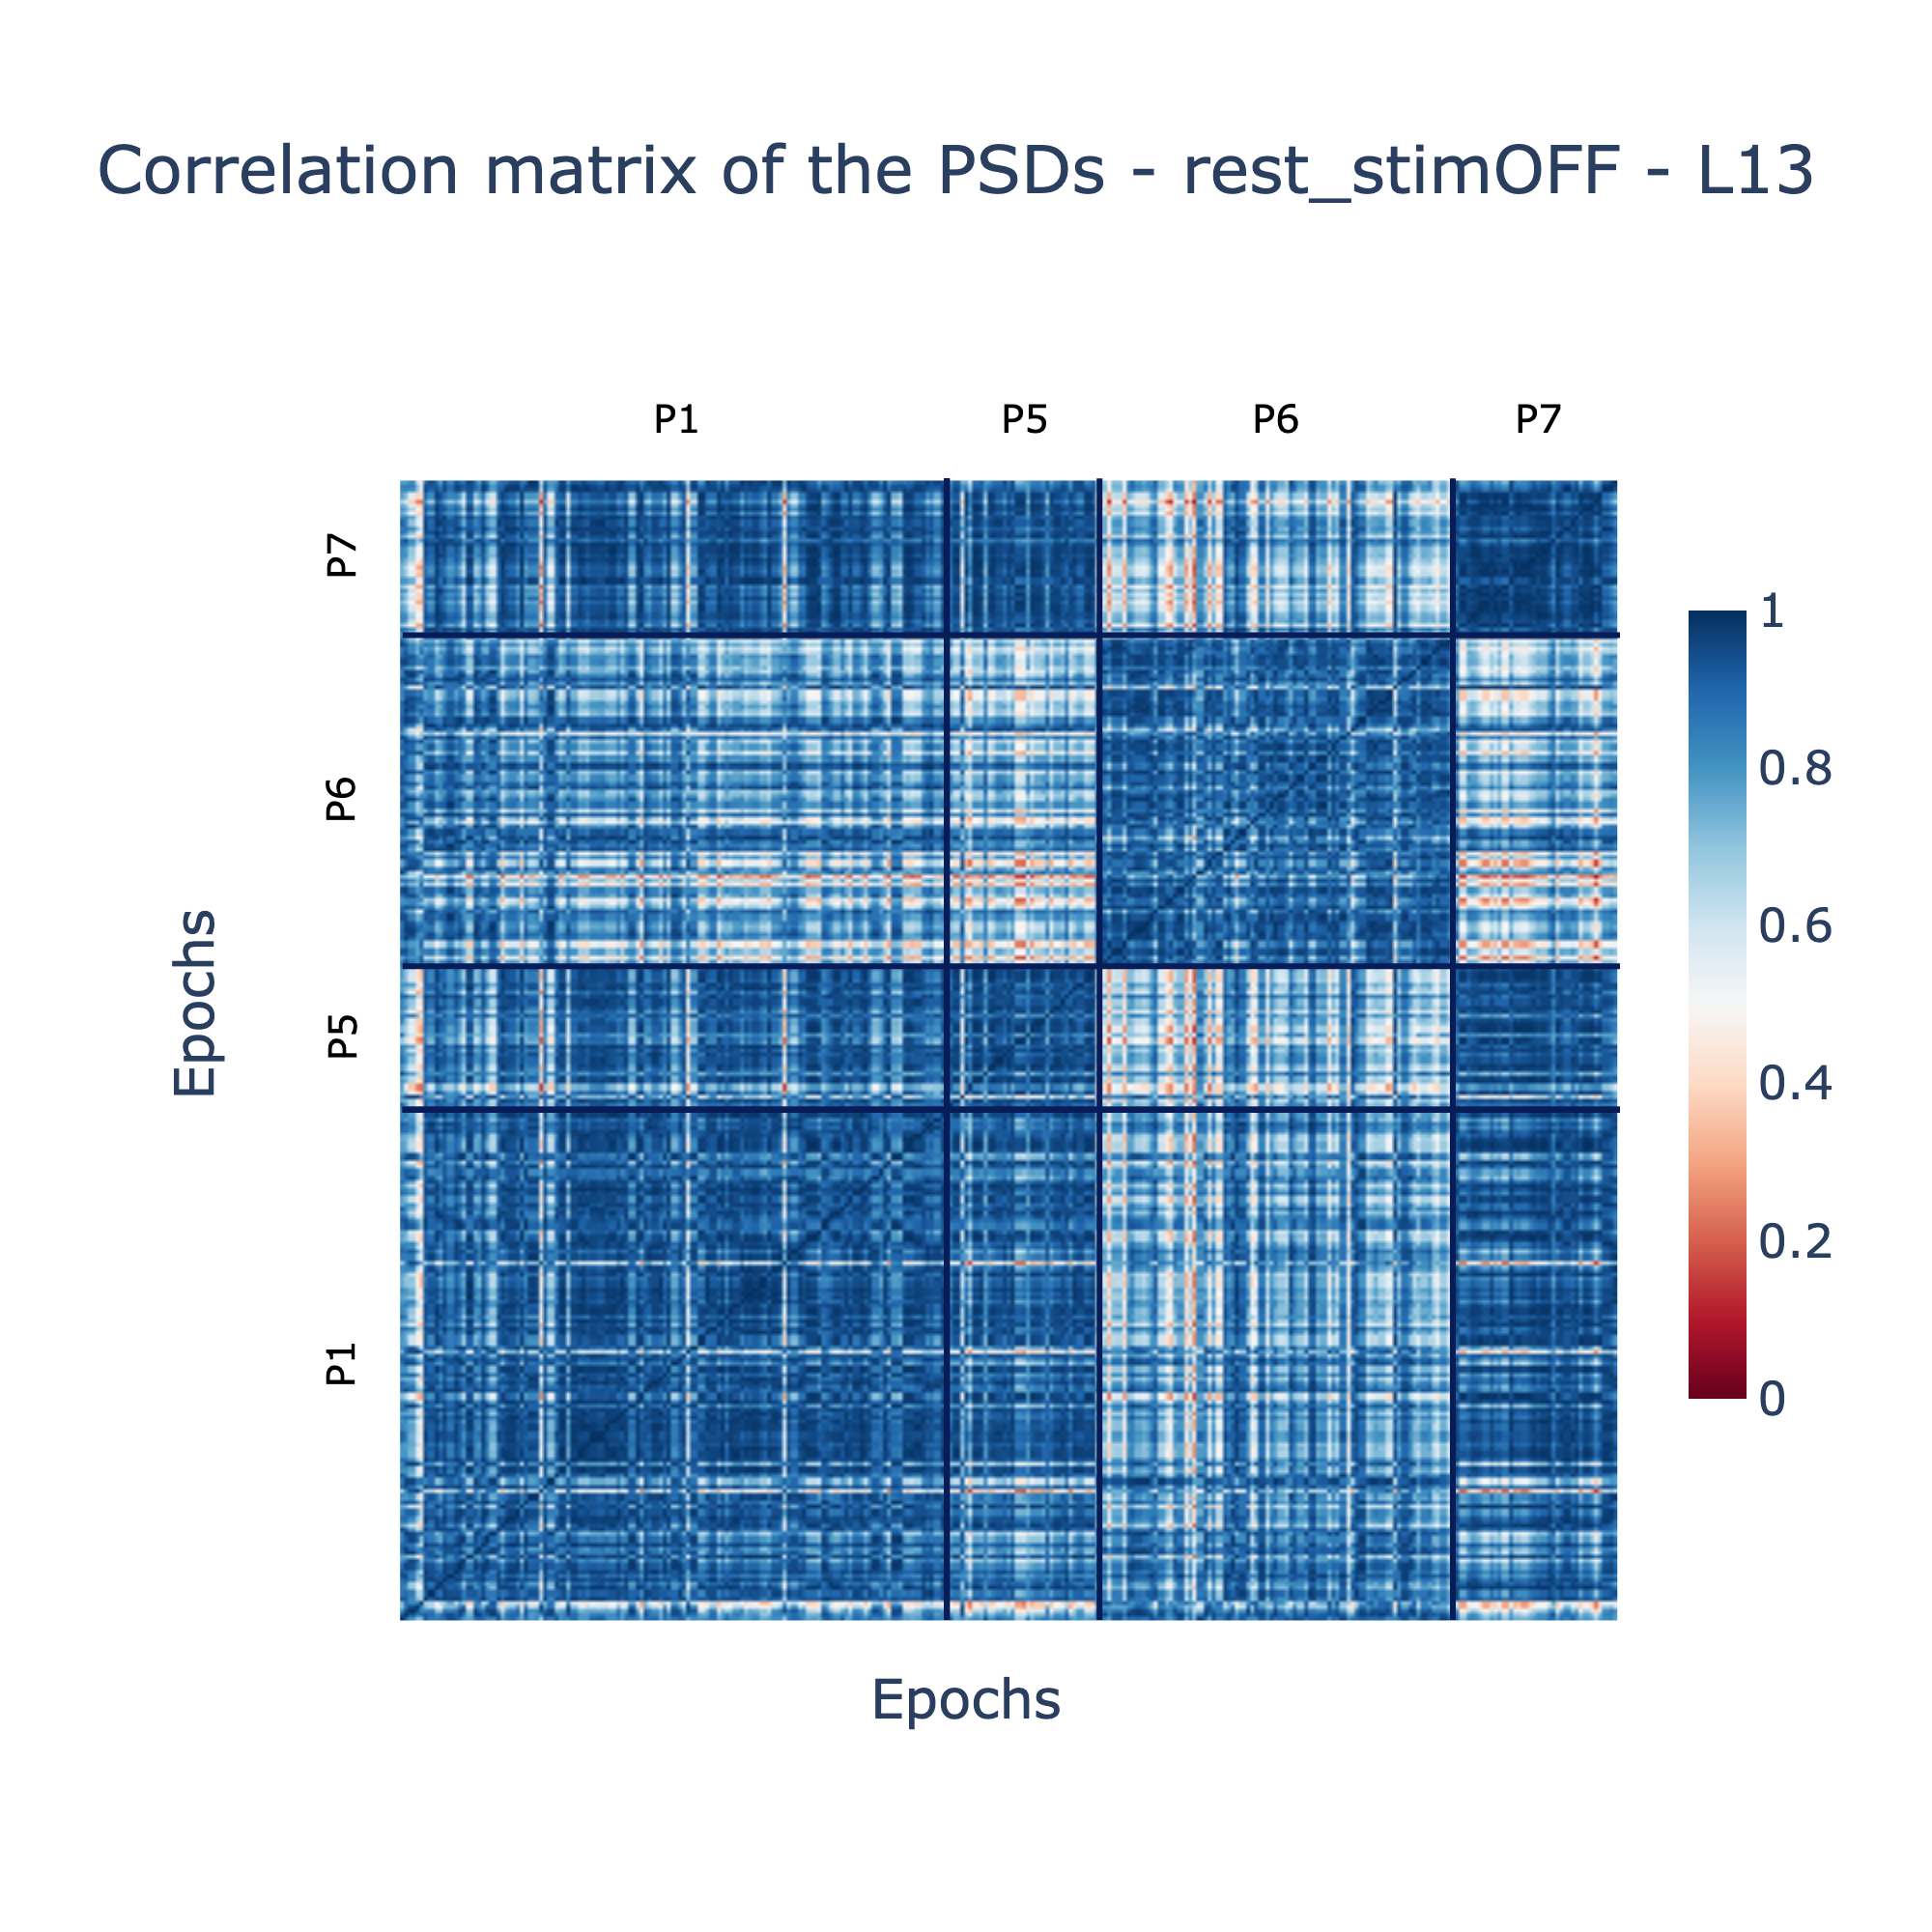 Correlation matrix of the PSDs - rest_stimOFF - L13
P1 P5 P6 P7
P7
P6
P5
P1
Epochs
Epochs
1
0.8
0.6
0.4
0.2
0